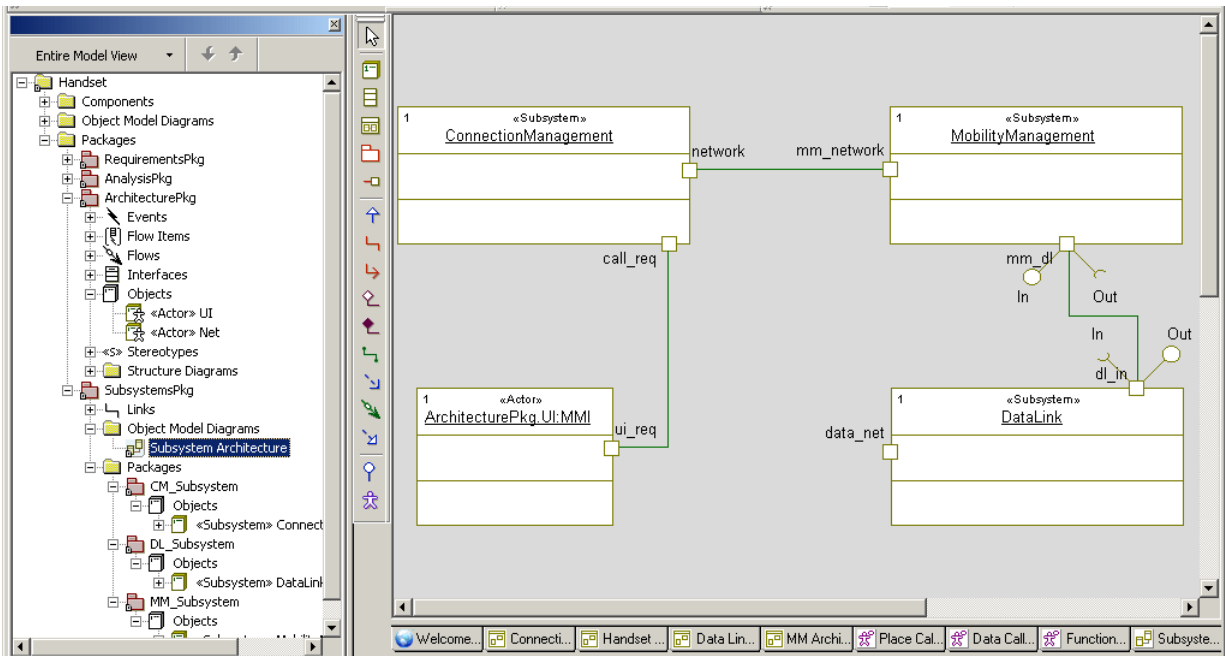 Entire Model View
Handset
Components
Object Model Diagrams
Packages
RequirementsPkg
AnalysisPkg
ArchitecturePkg
Events
Flow Items
Flows
Interfaces
Objects
«Actor» UI
«Actor» Net
«S» Stereotypes
Structure Diagrams
SubsystemsPkg
Links
Object Model Diagrams
Subsystem Architecture
Packages
CM_Subsystem
Objects
«Subsystem» Connect
DL_Subsystem
Objects
«Subsystem» DataLink
MM_Subsystem
Objects
1 «Subsystem»
ConnectionManagement
network
call_req
1 «Subsystem»
MobilityManagement
mm_network
mm_dl
In Out
In Out
dl_in
1 «Actor»
ArchitecturePkg.UI:MMI
ui_req
1 «Subsystem»
DataLink
data_net
Welcome... Connecti... Handset ... Data Lin... MM Archi... Place Cal... Data Call... Function... Subsyste...